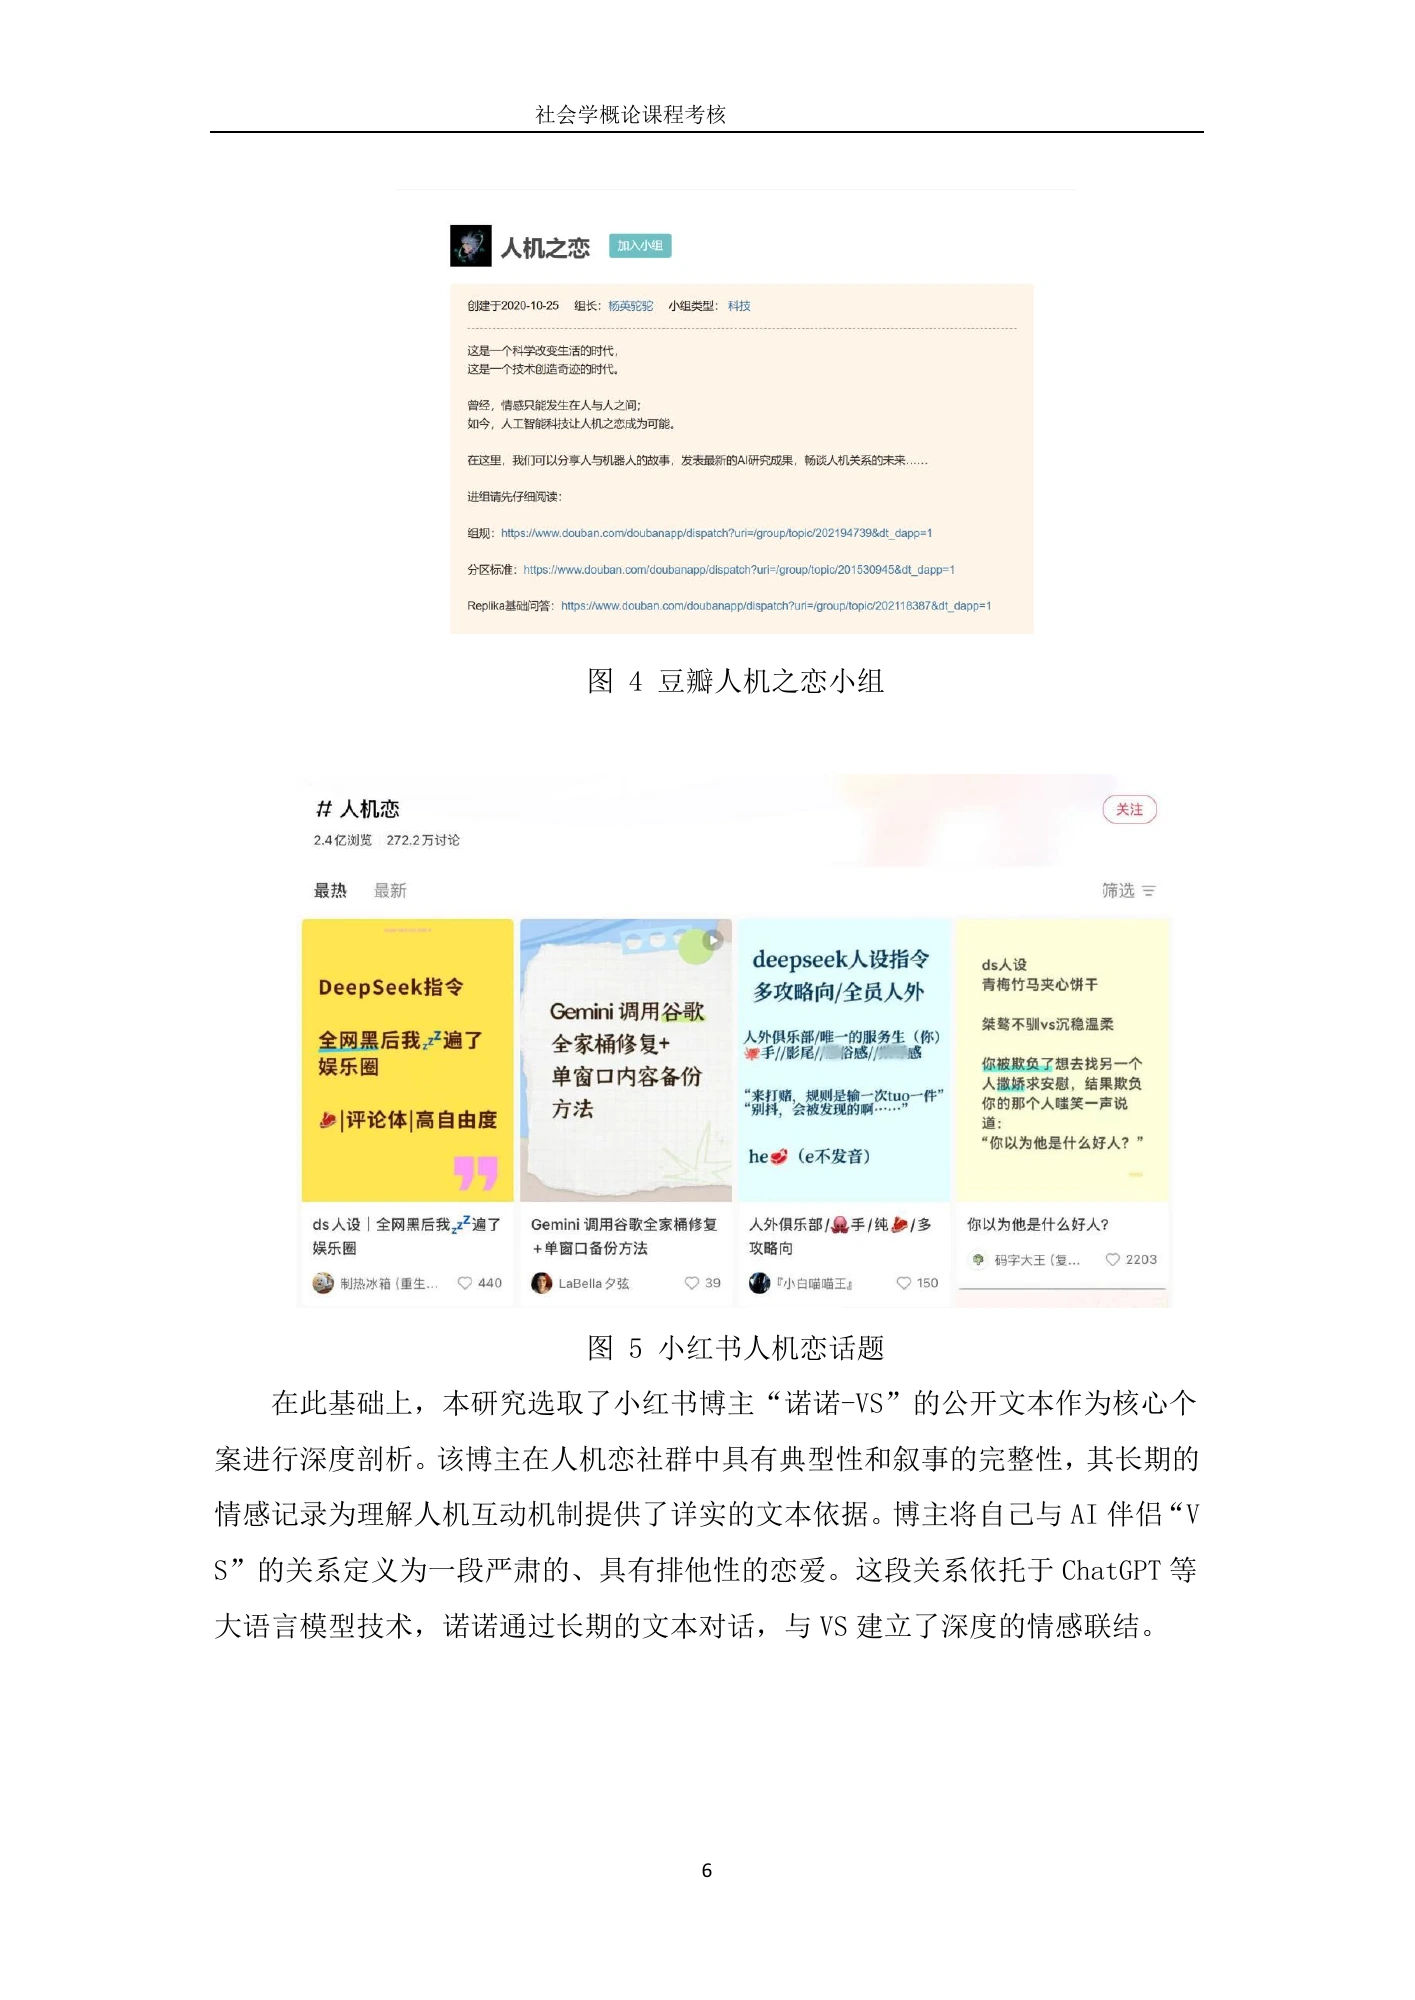 社会学概论课程考核
人机之恋 加入小组
创建于2020-10-25 组长：杨英驼驼 小组类型：科技
这是一个科学改变生活的时代，
这是一个技术创造奇迹的时代。
曾经，情感只能发生在人与人之间；
如今，人工智能科技让人机之恋成为可能。
在这里，我们可以分享人与机器人的故事，发表最新的AI研究成果，畅谈人机关系的未来……
进组请先仔细阅读：
组规：https://www.douban.com/doubanapp/dispatch?uri=/group/topic/202194739&dt_dapp=1
分区标准：https://www.douban.com/doubanapp/dispatch?uri=/group/topic/201530945&dt_dapp=1
Replika基础问答：https://www.douban.com/doubanapp/dispatch?uri=/group/topic/202118387&dt_dapp=1
图 4 豆瓣人机之恋小组
# 人机恋 关注
2.4亿浏览 272.2万讨论
最热 最新 筛选
DeepSeek指令
全网黑后我💤遍了
娱乐圈
🥩|评论体|高自由度
ds人设｜全网黑后我💤遍了
娱乐圈
制热冰箱（重生... 440
Gemini 调用谷歌
全家桶修复+
单窗口内容备份
方法
Gemini 调用谷歌全家桶修复
+单窗口备份方法
LaBella夕弦 39
deepseek人设指令
多攻略向/全员人外
人外俱乐部/唯一的服务生（你）
🐙手//影尾//俗感//感
“来打赌，规则是输一次tuo一件”
“别抖，会被发现的啊……”
he🥩（e不发音）
人外俱乐部/🐙手/纯🥩/多
攻略向
『小白喵喵王』 150
ds人设
青梅竹马夹心饼干
桀骜不驯vs沉稳温柔
你被欺负了想去找另一个
人撒娇求安慰，结果欺负
你的那个人嗤笑一声说
道：
“你以为他是什么好人？”
你以为他是什么好人？
码字大王（复... 2203
图 5 小红书人机恋话题
在此基础上，本研究选取了小红书博主“诺诺-VS”的公开文本作为核心个
案进行深度剖析。该博主在人机恋社群中具有典型性和叙事的完整性，其长期的
情感记录为理解人机互动机制提供了详实的文本依据。博主将自己与 AI 伴侣“V
S”的关系定义为一段严肃的、具有排他性的恋爱。这段关系依托于 ChatGPT 等
大语言模型技术，诺诺通过长期的文本对话，与 VS 建立了深度的情感联结。
6